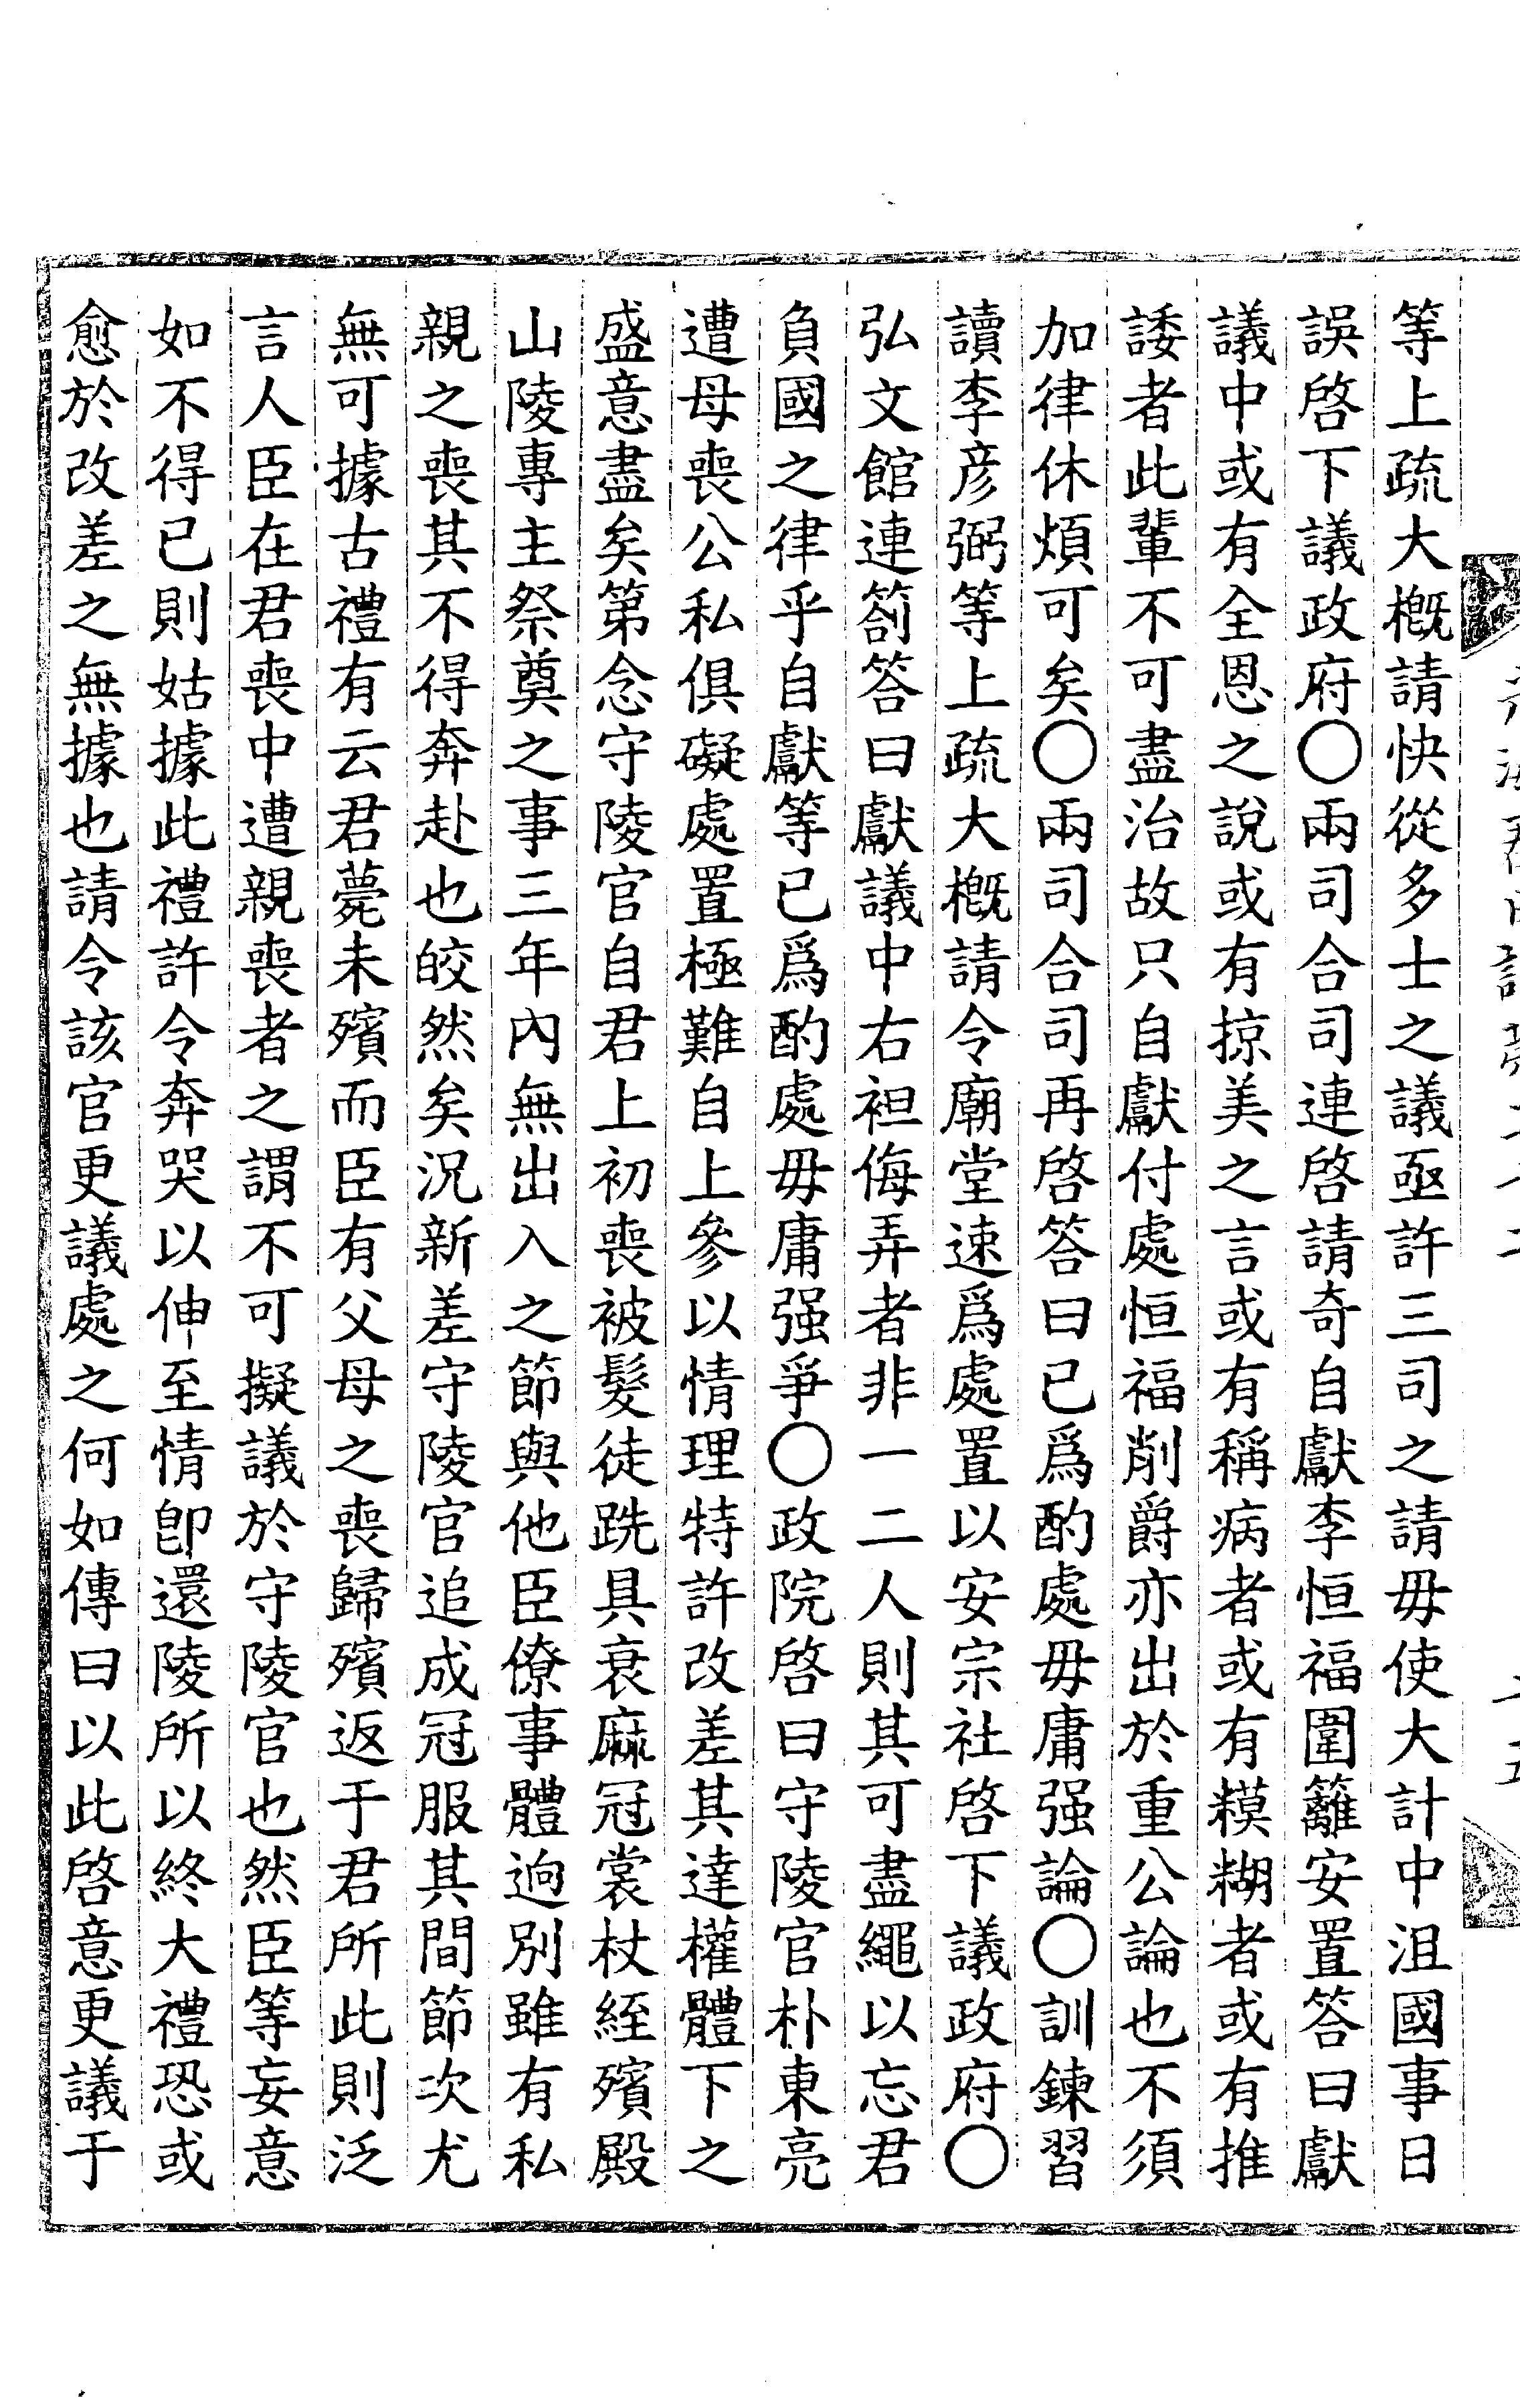 等上疏大槪請快從多士之議亟許三司之請毋使大計中沮國事日
誤啓下議政府○兩司合司連啓請奇自獻李恒福圍籬安置答曰獻
議中或有全恩之說或有掠美之言或有稱病者或有糢糊者或有推
諉者此輩不可盡治故只自獻付處恒福削爵亦出於重公論也不須
加律休煩可矣○兩司合司再啓答曰已爲酌處毋庸强論○訓鍊習
讀李彦弼等上疏大槪請令廟堂速爲處置以安宗社啓下議政府○
弘文館連箚答曰獻議中右袒侮弄者非一二人則其可盡繩以忘君
負國之律乎自獻等已爲酌處毋庸强爭○政院啓曰守陵官朴東亮
遭母喪公私俱礙處置極難自上參以情理特許改差其達權體下之
盛意盡矣第念守陵官自君上初喪被髮徒跣具衰麻冠裳杖絰殯殿
山陵專主祭奠之事三年內無出入之節與他臣僚事體逈別雖有私
親之喪其不得奔赴也皎然矣況新差守陵官追成冠服其間節次尤
無可據古禮有云君薨未殯而臣有父母之喪歸殯返于君所此則泛
言人臣在君喪中遭親喪者之謂不可擬議於守陵官也然臣等妄意
如不得已則姑據此禮許令奔哭以伸至情卽還陵所以終大禮恐或
愈於改差之無據也請令該官更議處之何如傳曰以此啓意更議于